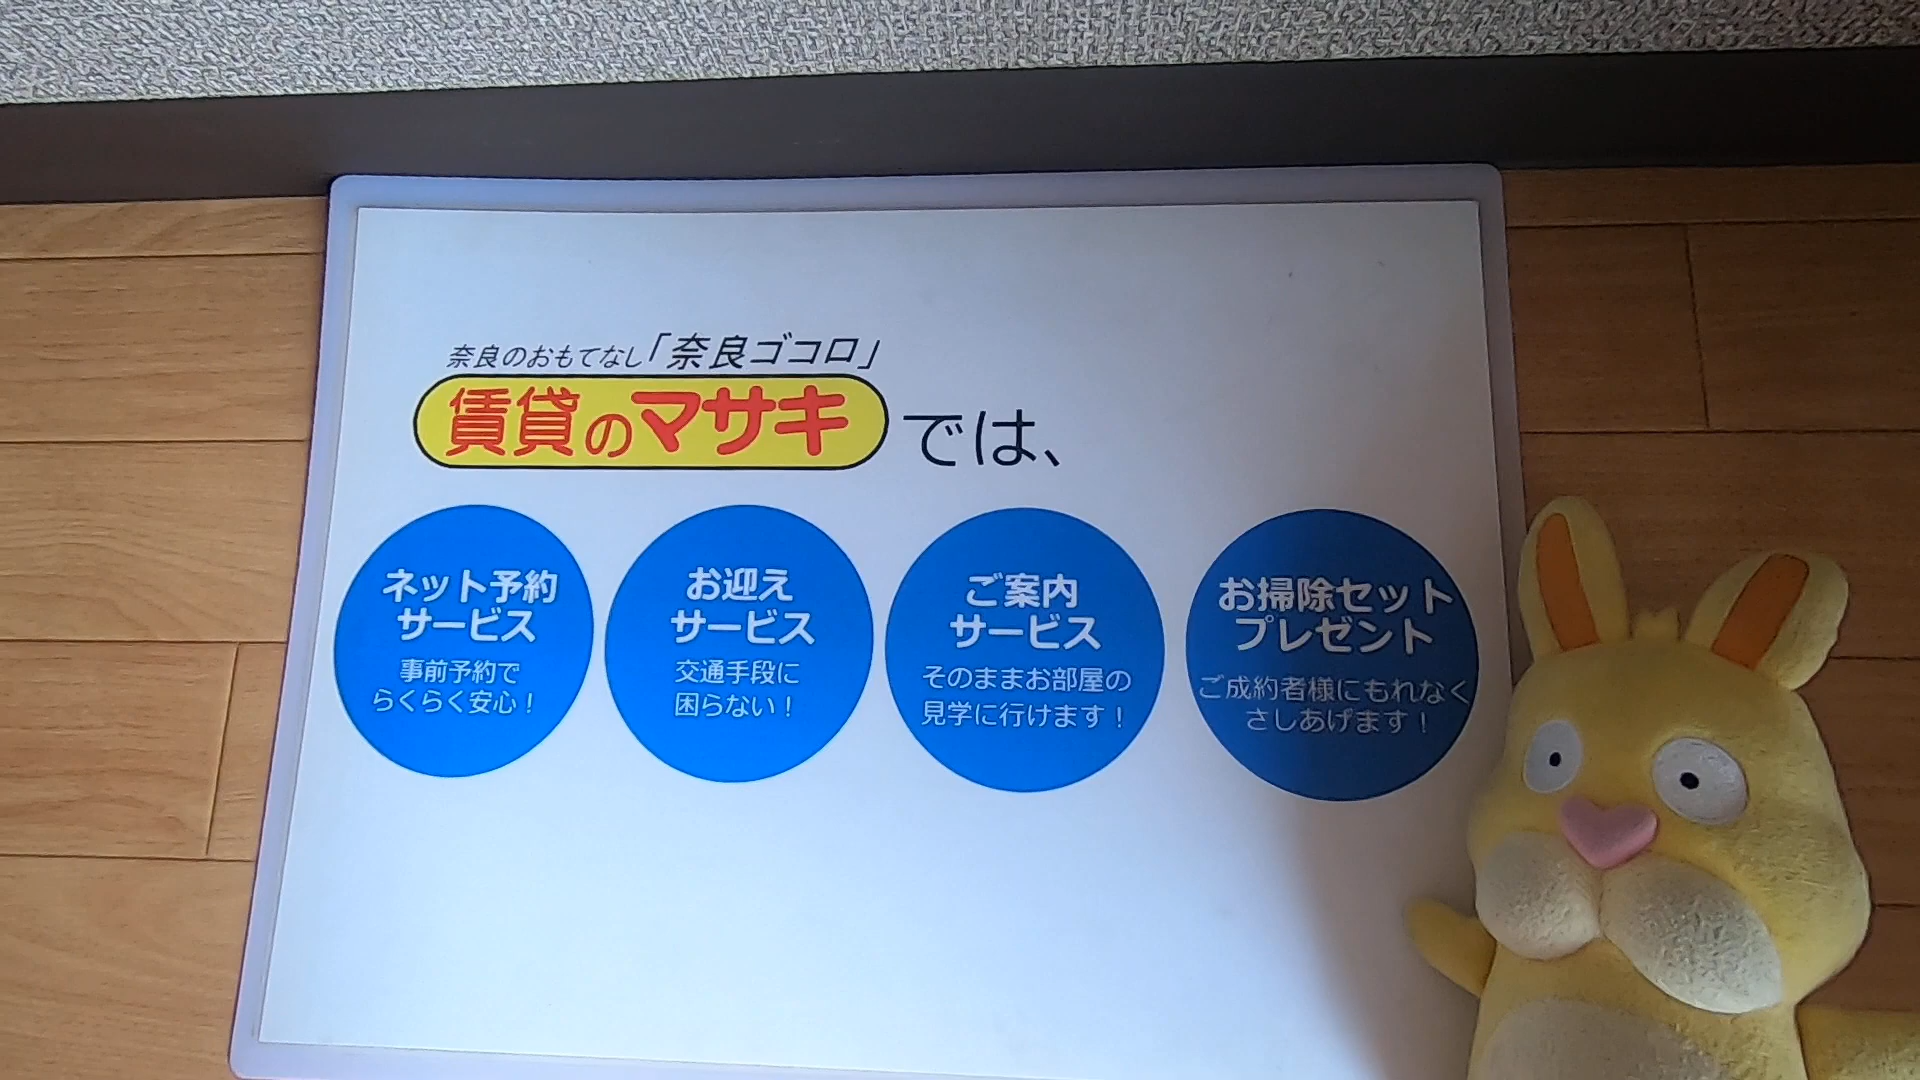 奈良のおもてなし「奈良ゴコロ」
賃貸のマサキでは、
ネット予約
サービス
事前予約で
らくらく安心！
お迎え
サービス
交通手段に
困らない！
ご案内
サービス
そのままお部屋の
見学に行けます！
お掃除セット
プレゼント
ご成約者様にもれなく
さしあげます！